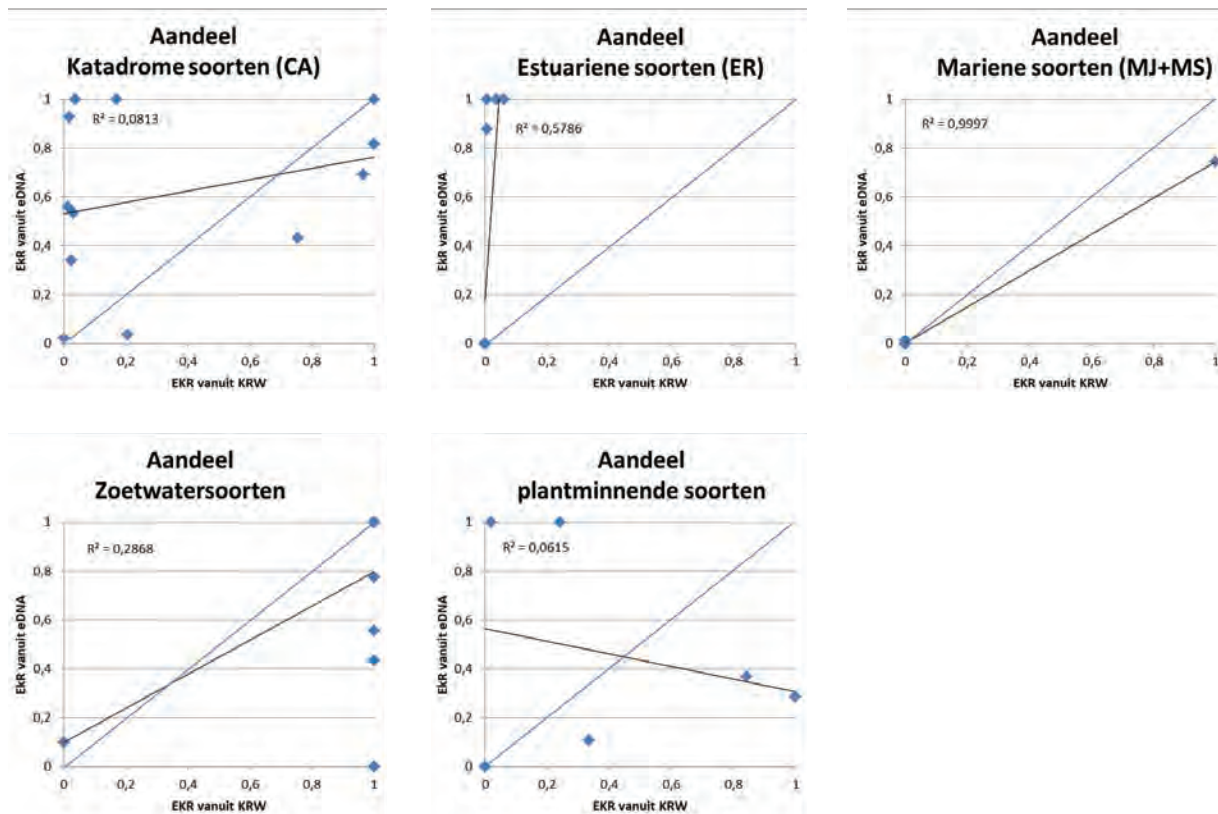 Aandeel
Katadrome soorten (CA)
1
R² = 0,0813
0,8
0,6
0,4
0,2
0
EkR vanuit eDNA
0 0,2 0,4 0,6 0,8 1
EKR vanuit KRW
Aandeel
Estuariene soorten (ER)
1
R² = 0,5786
0,8
0,6
0,4
0,2
0
EkR vanuit eDNA
0 0,2 0,4 0,6 0,8 1
EKR vanuit KRW
Aandeel
Mariene soorten (MJ+MS)
1
R² = 0,9997
0,8
0,6
0,4
0,2
0
EkR vanuit eDNA
0 0,2 0,4 0,6 0,8 1
EKR vanuit KRW
Aandeel
Zoetwatersoorten
1
R² = 0,2868
0,8
0,6
0,4
0,2
0
EkR vanuit eDNA
0 0,2 0,4 0,6 0,8 1
EKR vanuit KRW
Aandeel
plantminnende soorten
1
R² = 0,0615
0,8
0,6
0,4
0,2
0
EkR vanuit eDNA
0 0,2 0,4 0,6 0,8 1
EKR vanuit KRW